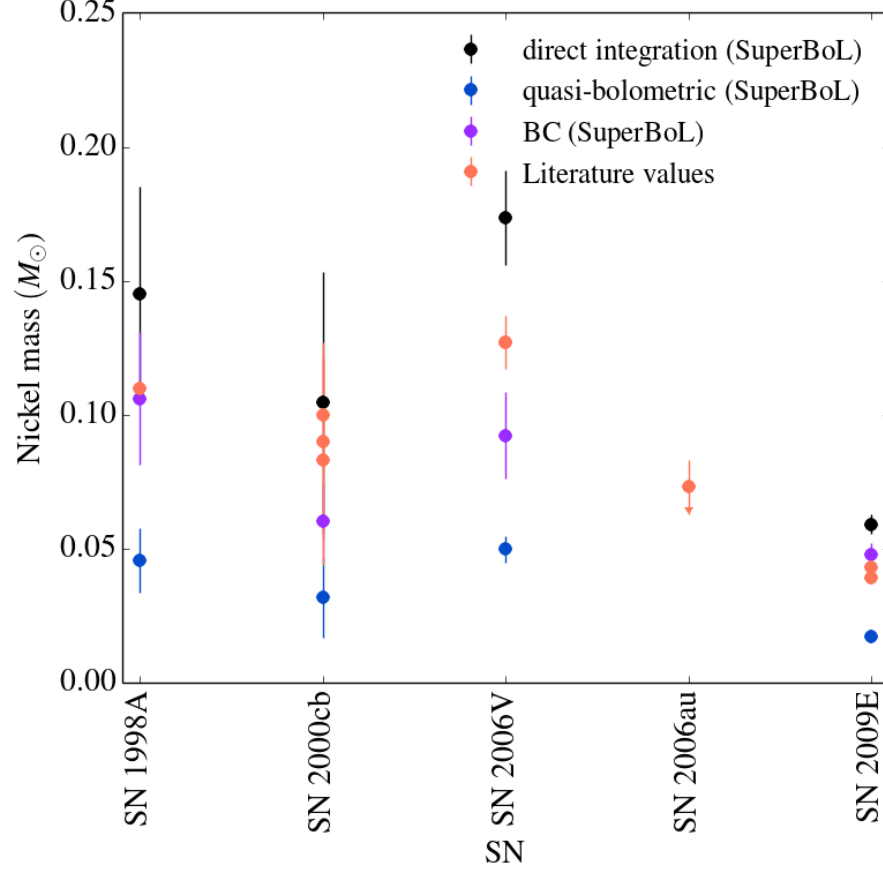 0.25
0.20
0.15
0.10
0.05
0.00
Nickel mass (M☉)
direct integration (SuperBoL)
quasi-bolometric (SuperBoL)
BC (SuperBoL)
Literature values
SN 1998A
SN 2000cb
SN 2006V
SN 2006au
SN 2009E
SN